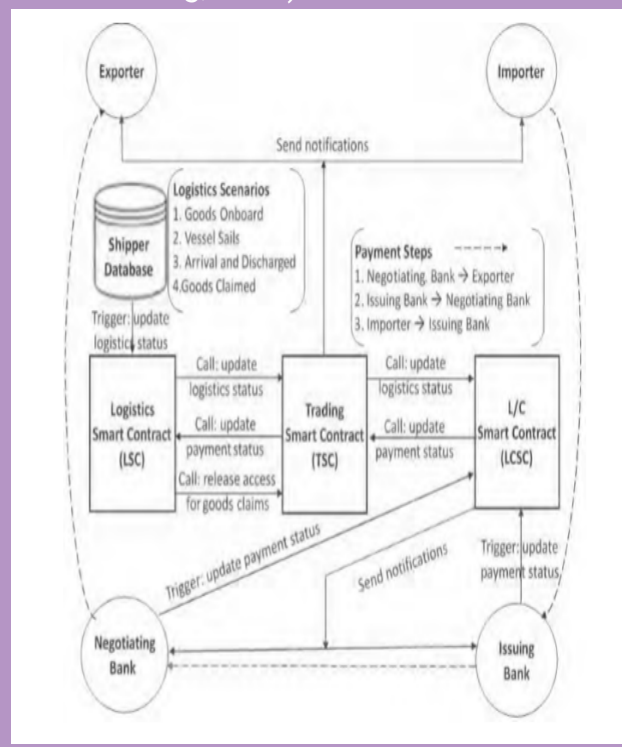 Exporter
Importer
Send notifications
Logistics Scenarios
1. Goods Onboard
2. Vessel Sails
3. Arrival and Discharged
4.Goods Claimed
Shipper
Database
Payment Steps
1. Negotiating. Bank → Exporter
2. Issuing Bank → Negotiating Bank
3. Importer → Issuing Bank
Trigger: update
logistics status
Logistics
Smart Contract
(LSC)
Call: update
logistics status
Call: update
payment status
Call: release access
for goods claims
Trading
Smart Contract
(TSC)
Call: update
logistics status
Call: update
payment status
L/C
Smart Contract
(LCSC)
Trigger: update payment status
Send notifications
Trigger: update
payment status
Negotiating
Bank
Issuing
Bank